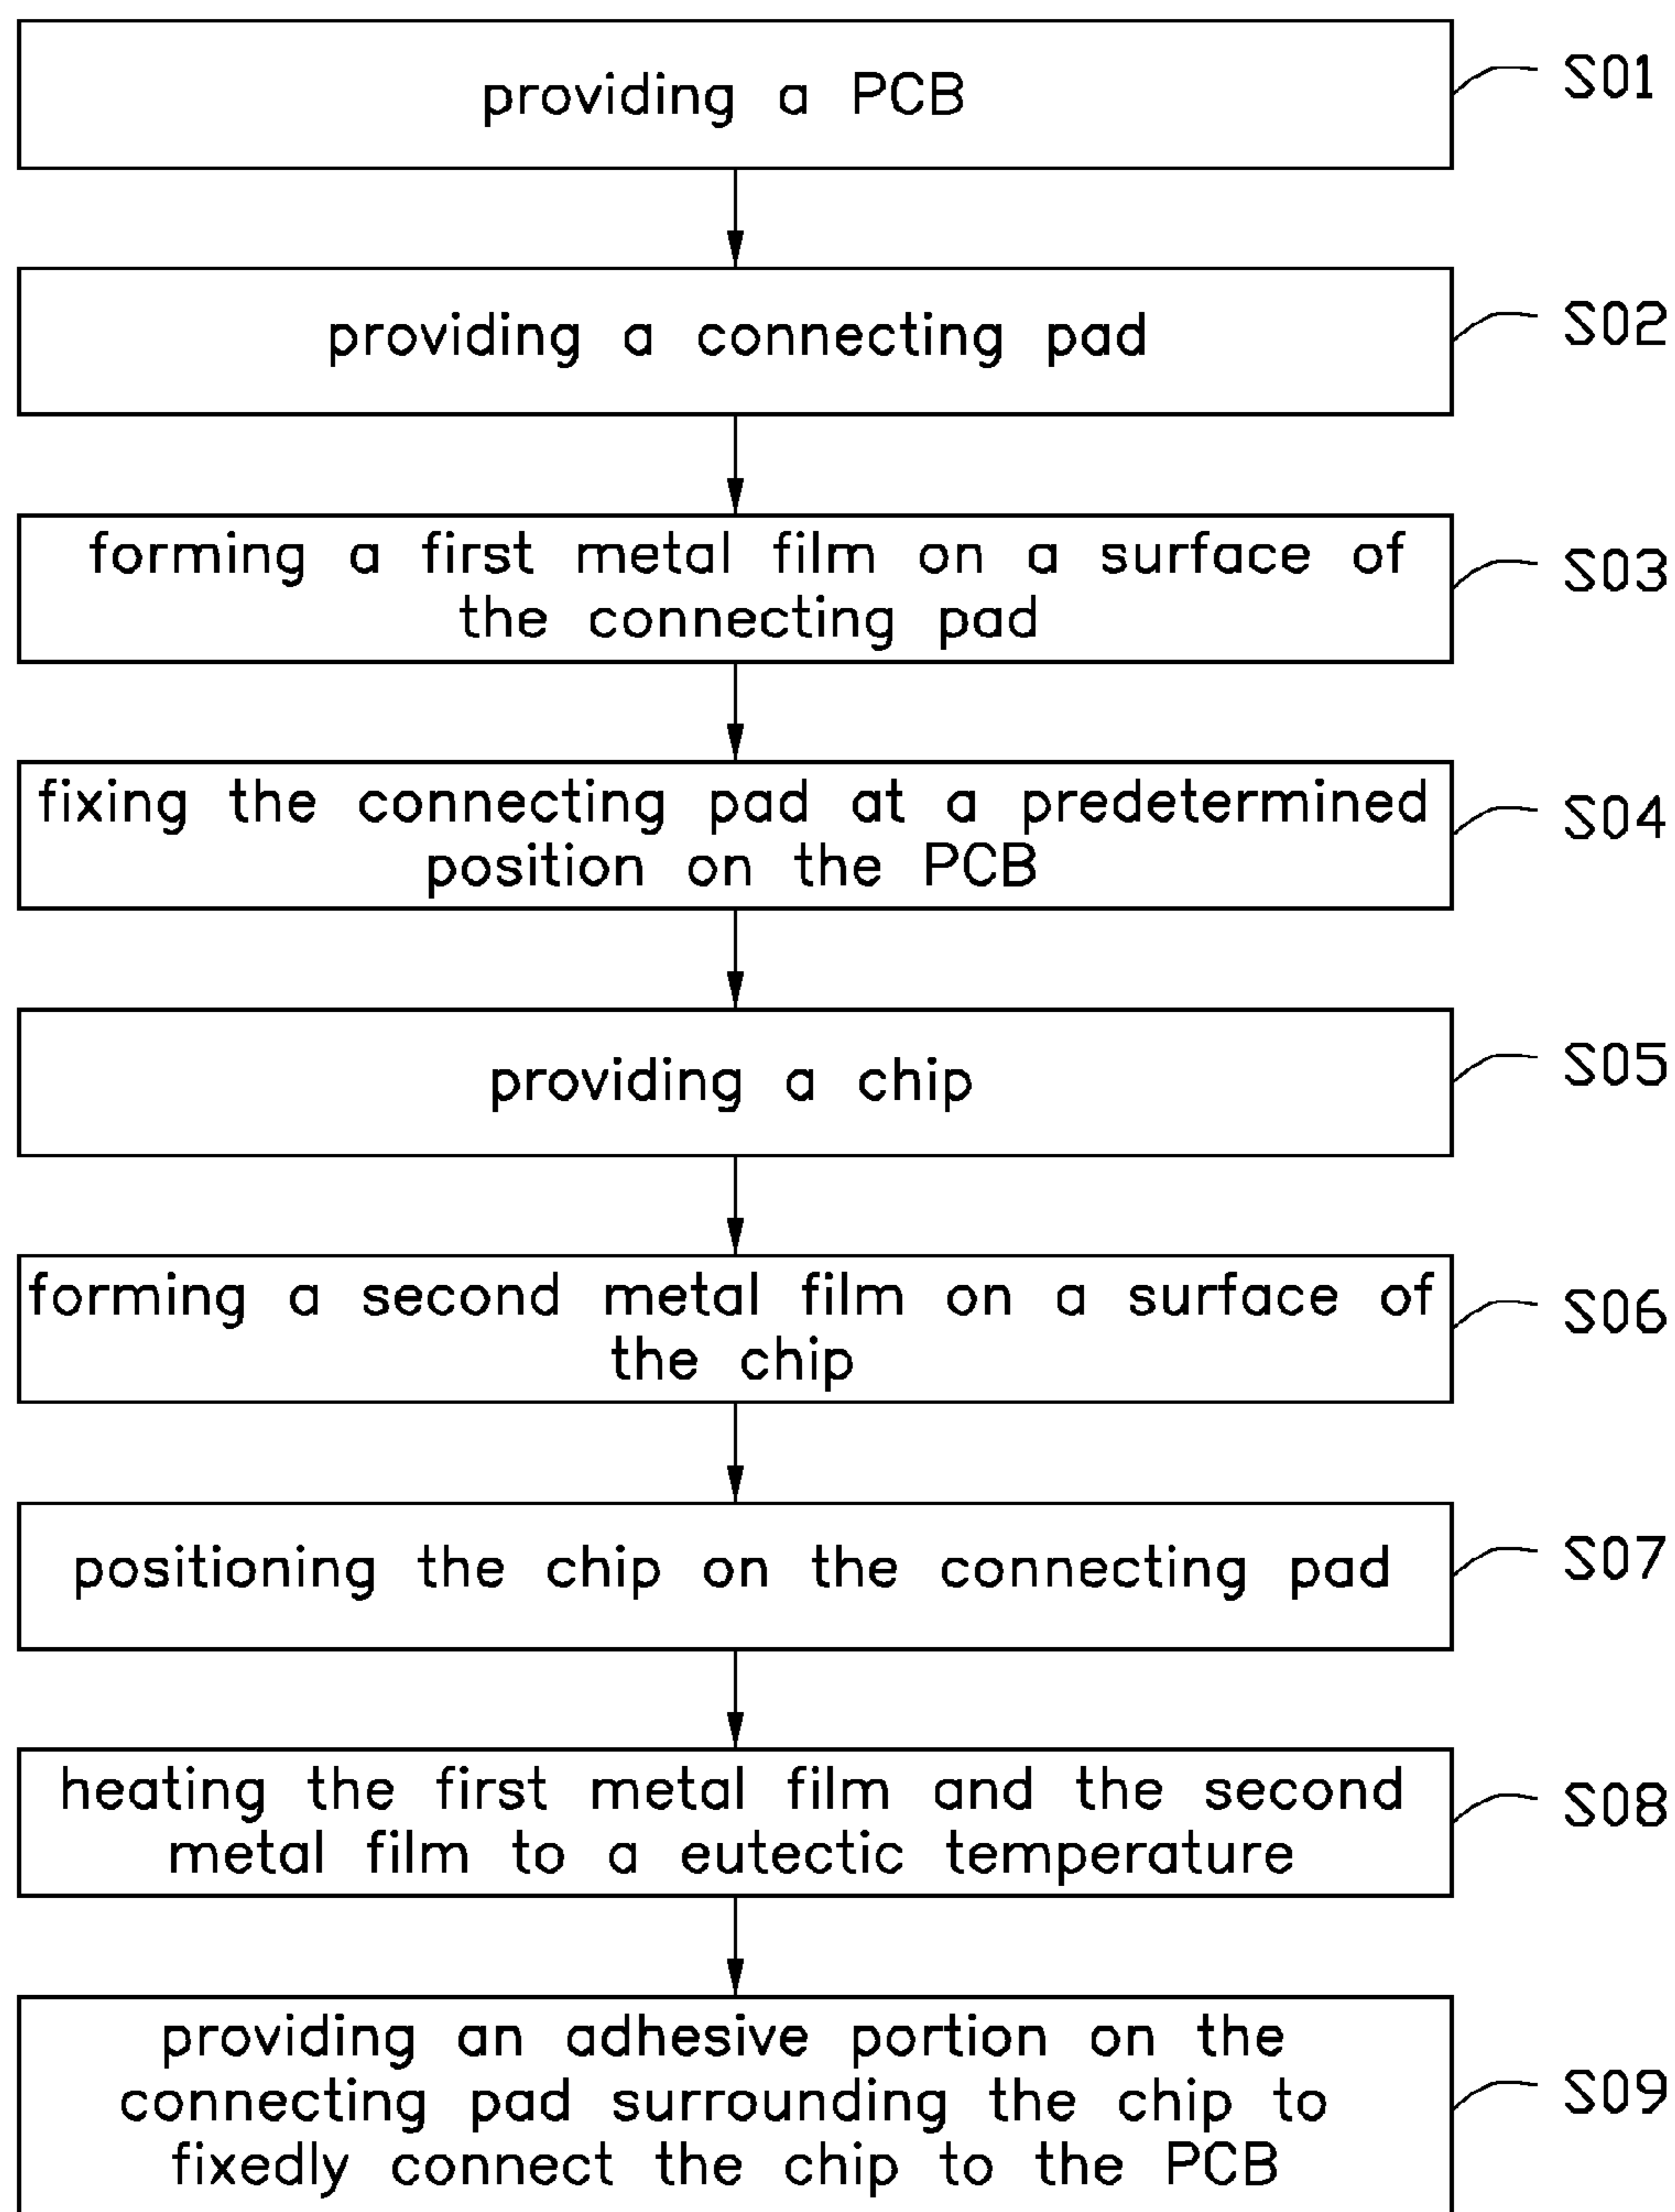 providing a PCB
S01
providing a connecting pad
S02
forming a first metal film on a surface of
the connecting pad
S03
fixing the connecting pad at a predetermined
position on the PCB
S04
providing a chip
S05
forming a second metal film on a surface of
the chip
S06
positioning the chip on the connecting pad
S07
heating the first metal film and the second
metal film to a eutectic temperature
S08
providing an adhesive portion on the
connecting pad surrounding the chip to
fixedly connect the chip to the PCB
S09